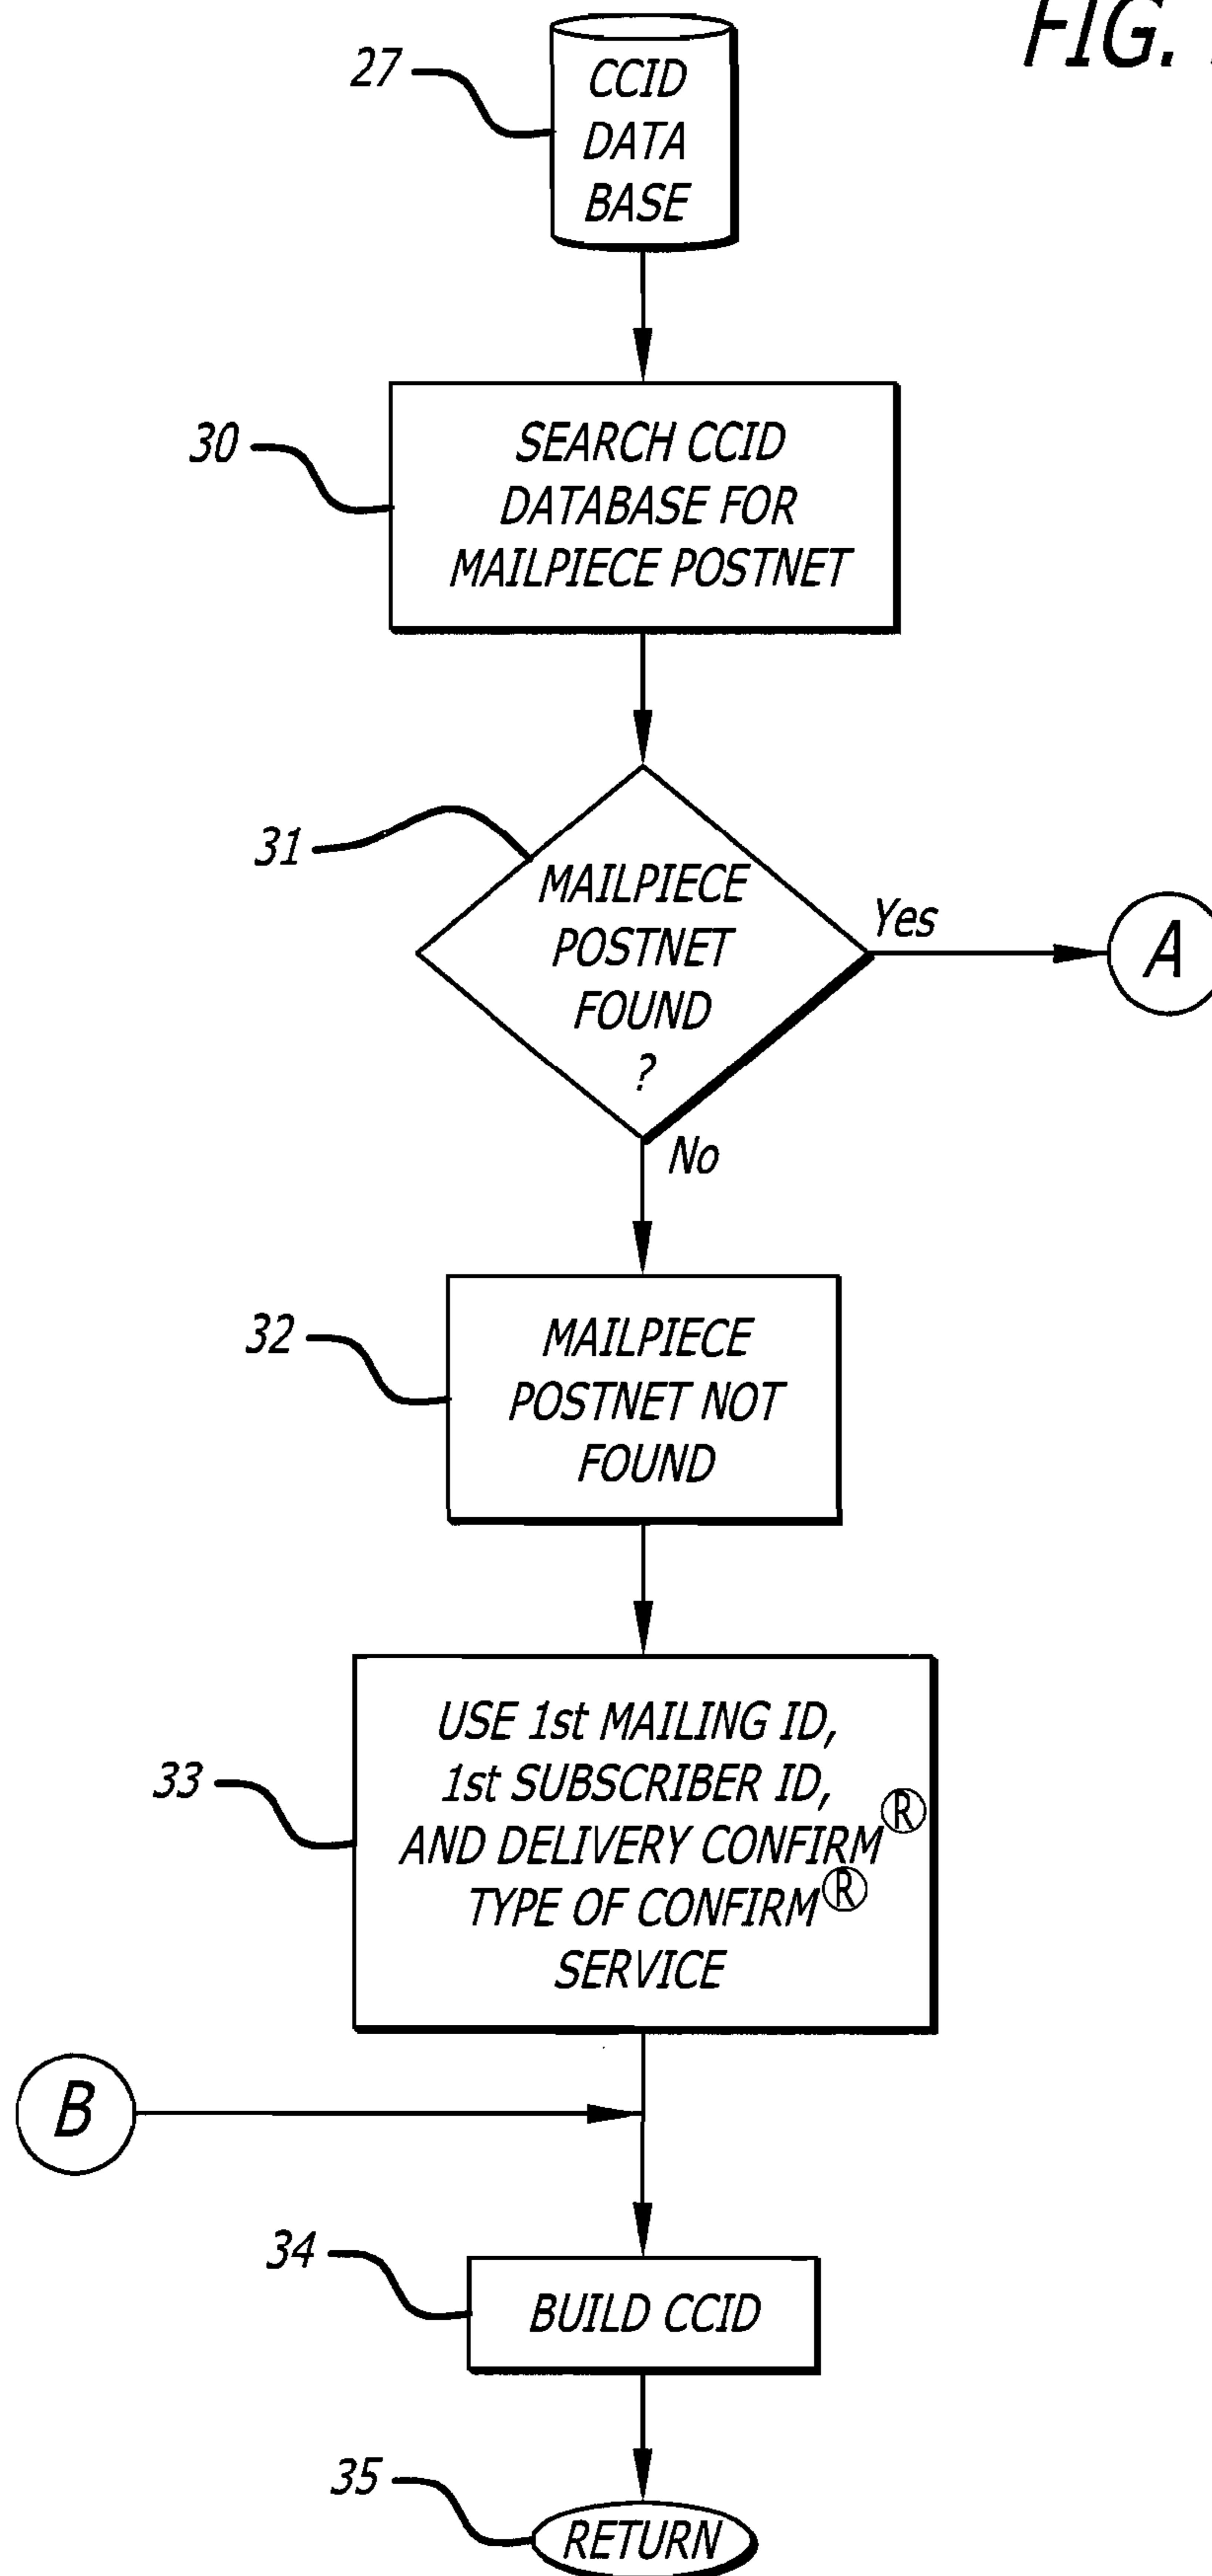 FIG.
27
CCID
DATA
BASE
30
SEARCH CCID
DATABASE FOR
MAILPIECE POSTNET
31
MAILPIECE
POSTNET
FOUND
?
Yes
A
No
32
MAILPIECE
POSTNET NOT
FOUND
33
USE 1st MAILING ID,
1st SUBSCRIBER ID,
AND DELIVERY CONFIRM®
TYPE OF CONFIRM®
SERVICE
B
34
BUILD CCID
35
RETURN